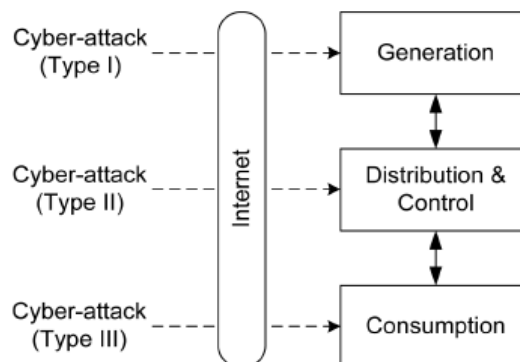 Cyber-attack
(Type I)
Generation
Cyber-attack
(Type II)
Internet
Distribution &
Control
Cyber-attack
(Type III)
Consumption